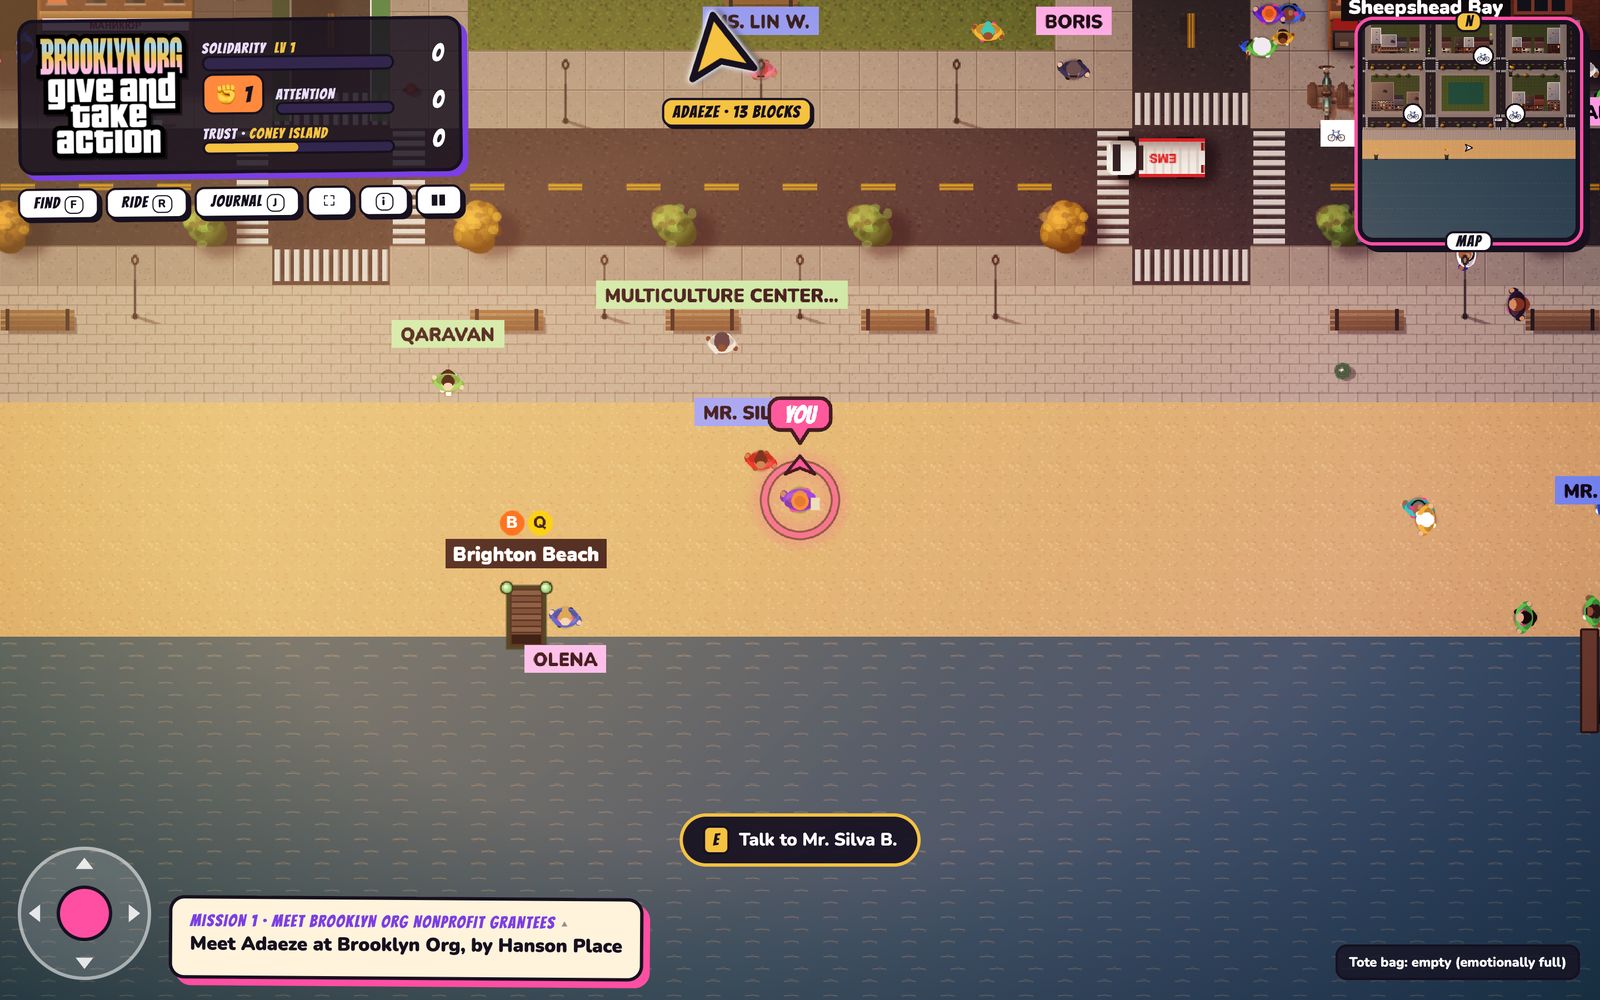 Sheepshead Bay
MS. LIN W.
BORIS
N
BROOKLYN ORG
give and
take
action
SOLIDARITY LV 1
0
1
ATTENTION
0
TRUST • CONEY ISLAND
0
ADAEZE • 13 BLOCKS
EMS
FIND F
RIDE R
JOURNAL J
i
MAP
MULTICULTURE CENTER...
QARAVAN
MR. SIL
YOU
MR.
B Q
Brighton Beach
OLENA
E Talk to Mr. Silva B.
MISSION 1 • MEET BROOKLYN ORG NONPROFIT GRANTEES
Meet Adaeze at Brooklyn Org, by Hanson Place
Tote bag: empty (emotionally full)